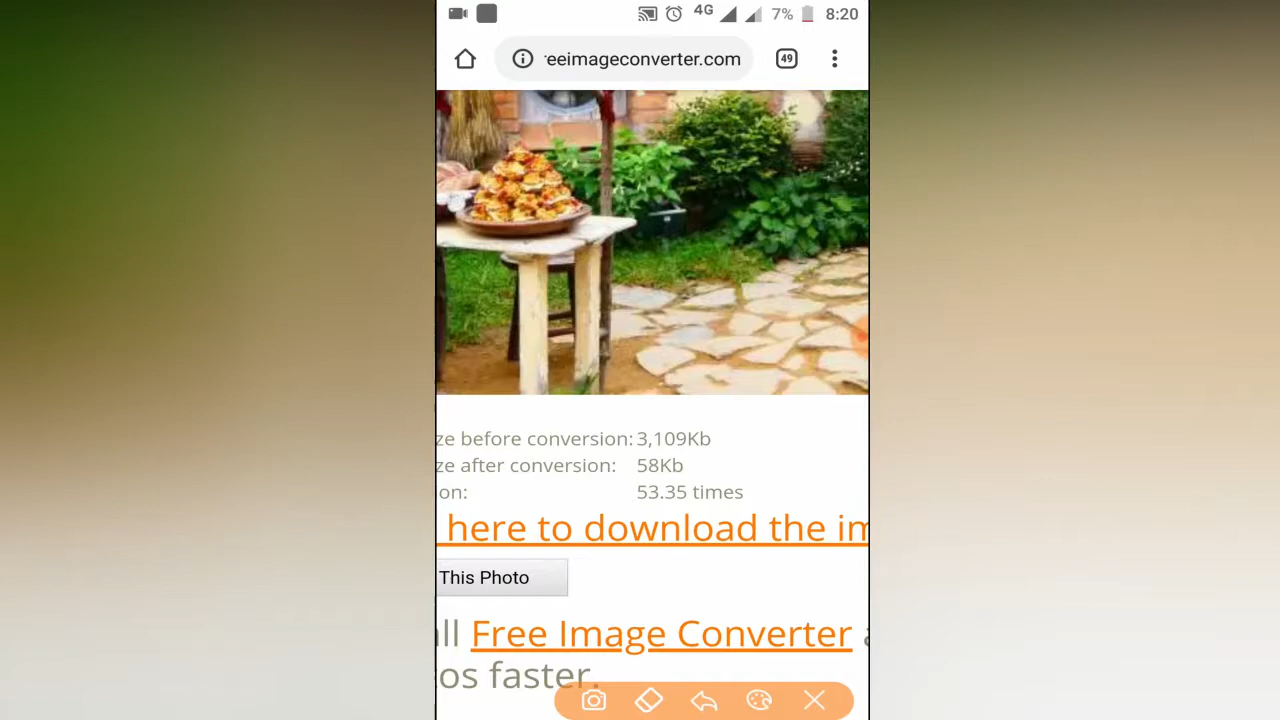 4G 7% 8:20
eeimageconverter.com 49
ze before conversion: 3,109Kb
ze after conversion: 58Kb
on: 53.35 times
here to download the im
This Photo
ll Free Image Converter a
os faster.